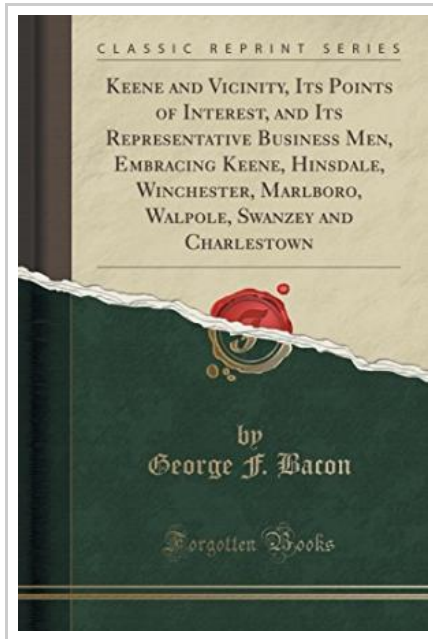 CLASSIC REPRINT SERIES
KEENE AND VICINITY, ITS POINTS
OF INTEREST, AND ITS
REPRESENTATIVE BUSINESS MEN,
EMBRACING KEENE, HINSDALE,
WINCHESTER, MARLBORO,
WALPOLE, SWANZEY AND
CHARLESTOWN
by
George F. Bacon
Forgotten Books